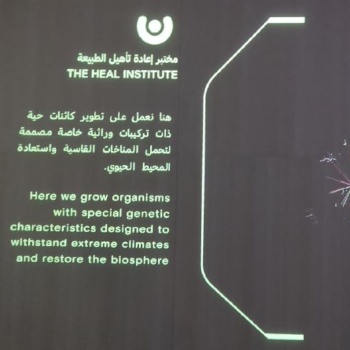 مختبر إعادة تأهيل الطبيعة
THE HEAL INSTITUTE
هنا نعمل على تطوير كائنات حية
ذات تركيبات وراثية خاصة مصممة
لتحمل المناخات القاسية واستعادة
المحيط الحيوي.
Here we grow organisms
with special genetic
characteristics designed to
withstand extreme climates
and restore the biosphere